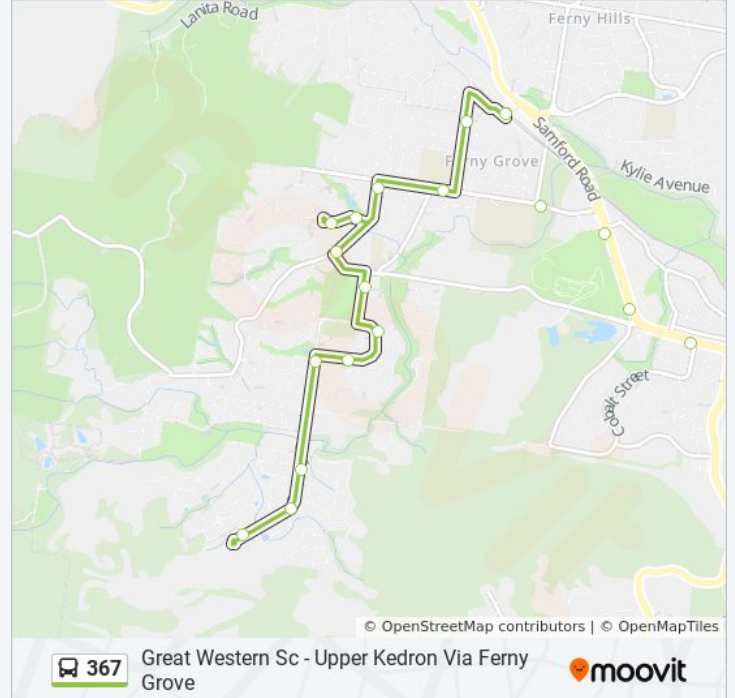 Lanita Road
Ferny Hills
Samford Road
Ferny Grove
Kylie Avenue
Cobalt Street
© OpenStreetMap contributors | © OpenMapTiles
367
Great Western Sc - Upper Kedron Via Ferny
Grove
moovit